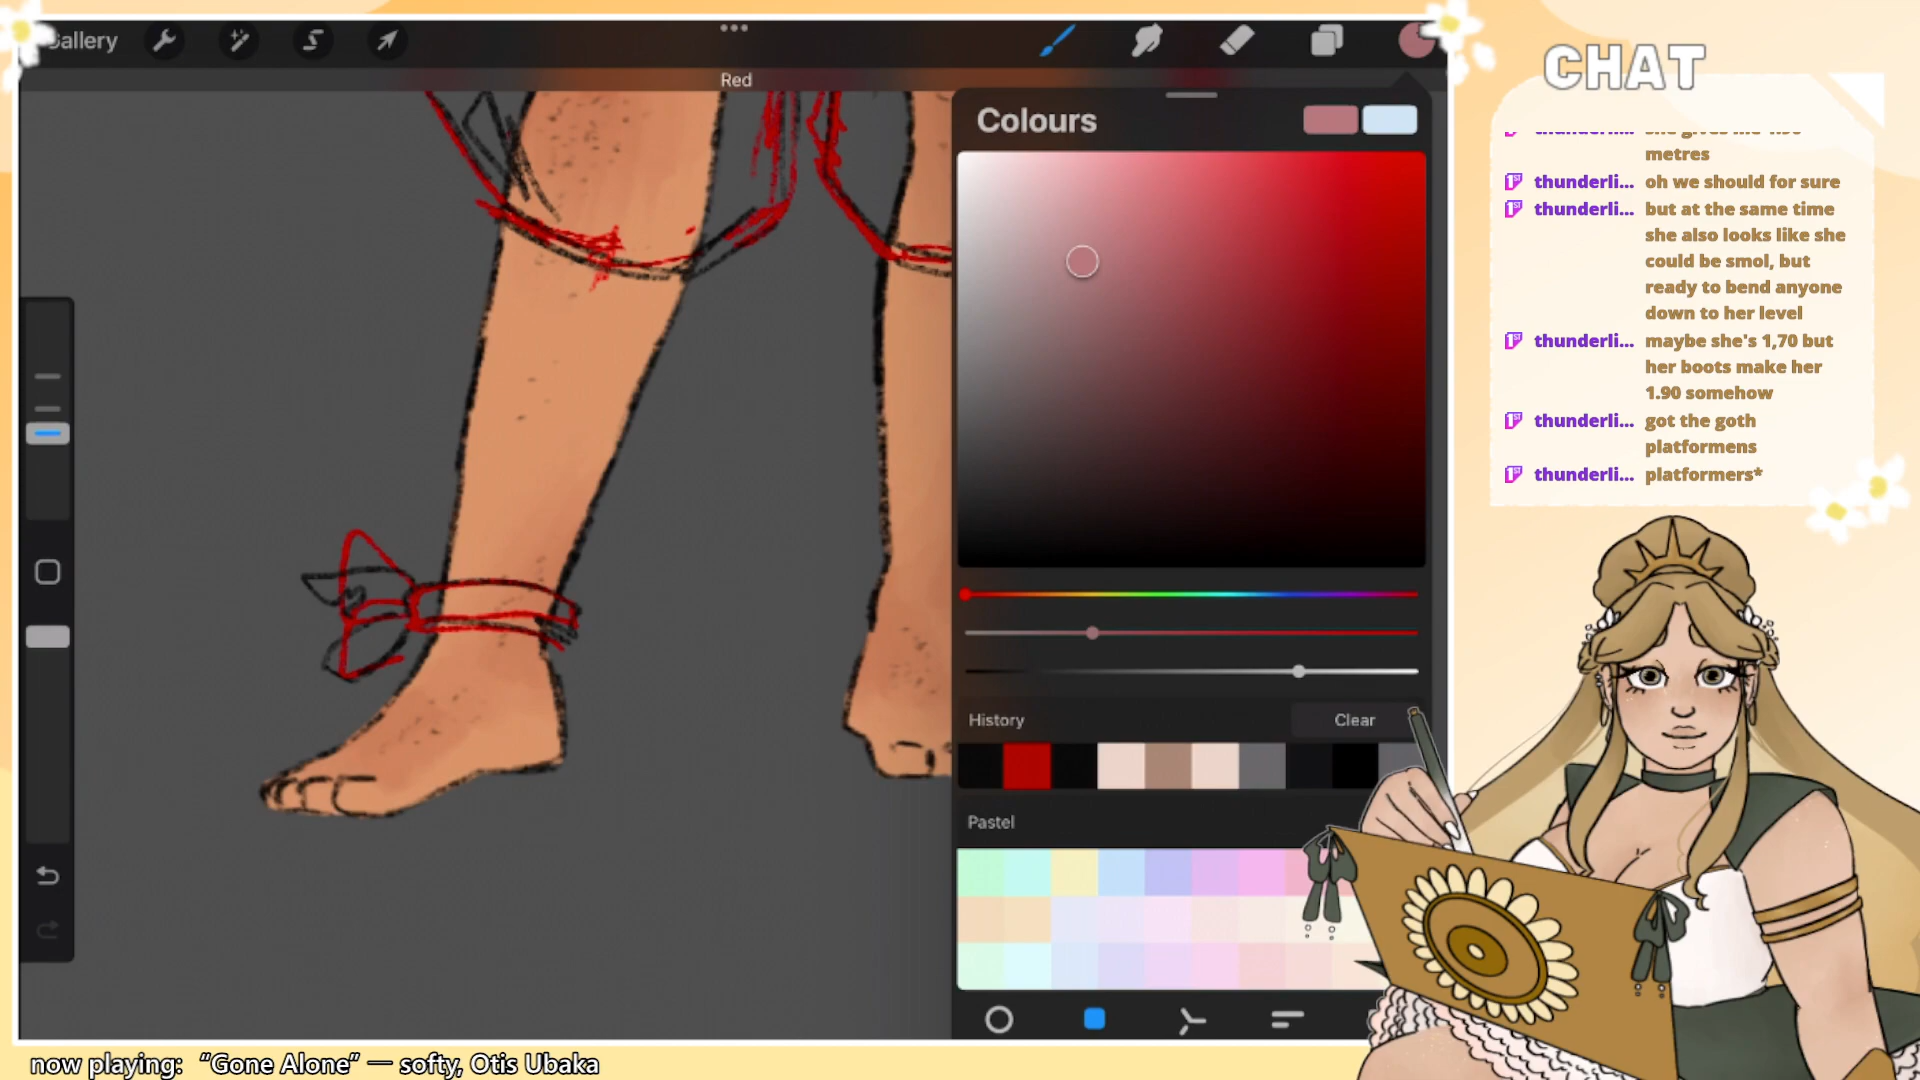 Gallery
Red
Colours
History
Clear
Pastel
CHAT
metres
thunderli... oh we should for sure
thunderli... but at the same time
she also looks like she
could be smol, but
ready to bend anyone
down to her level
thunderli... maybe she's 1,70 but
her boots make her
1.90 somehow
thunderli... got the goth
platformens
thunderli... platformers*
now playing: “Gone Alone” — softy, Otis Ubaka